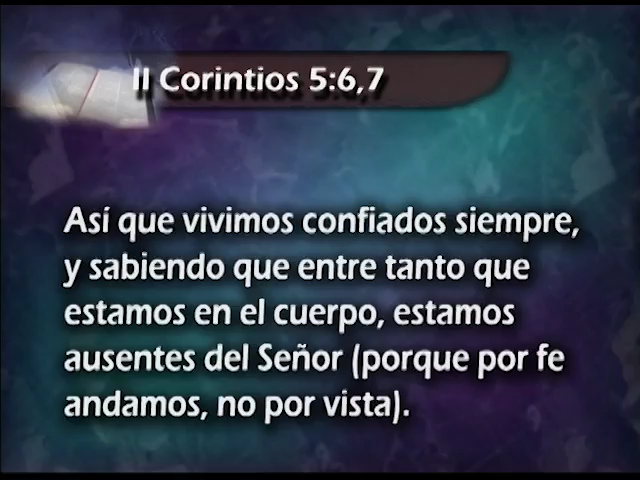 II Corintios 5:6,7
Así que vivimos confiados siempre,
y sabiendo que entre tanto que
estamos en el cuerpo, estamos
ausentes del Señor (porque por fe
andamos, no por vista).